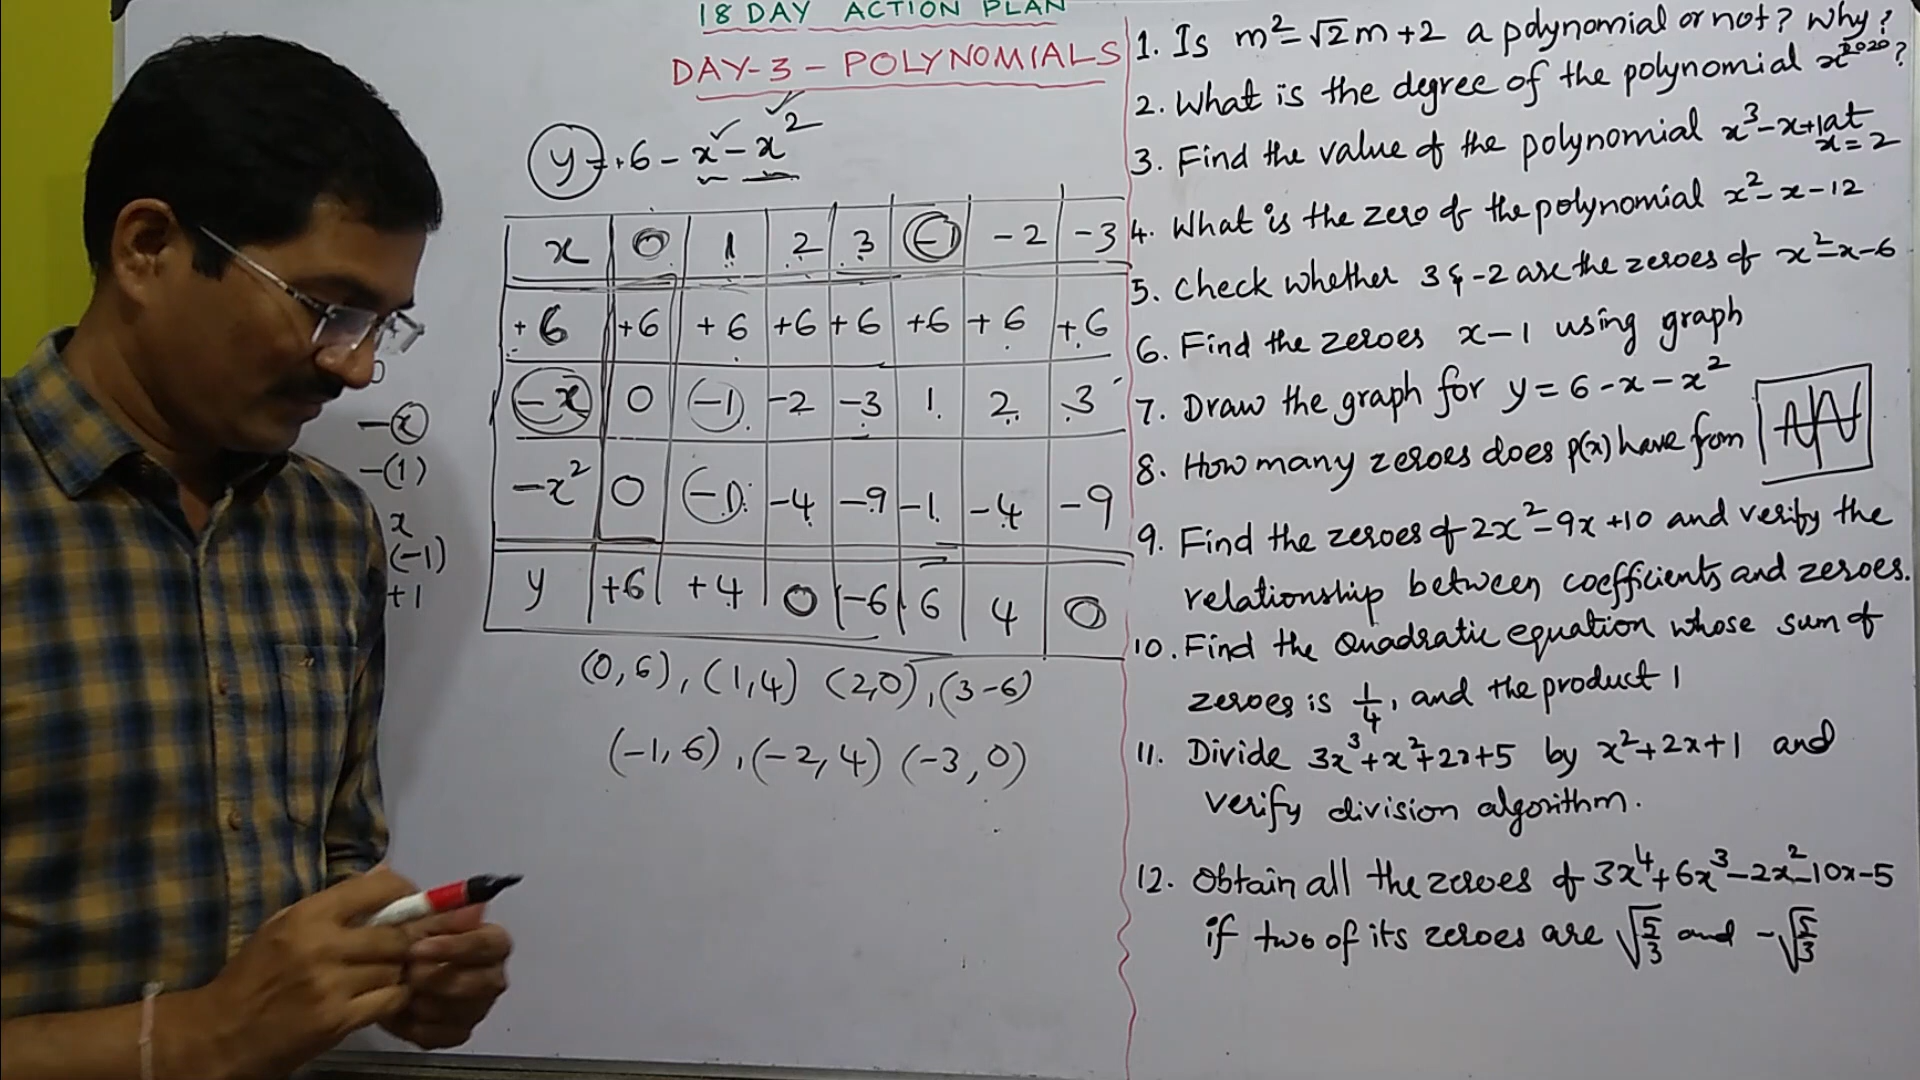 18 DAY ACTION PLAN
DAY-3 - POLYNOMIALS
y = +6 - x - x²
x 0 1 2 3 -1 -2 -3
+6 +6 +6 +6 +6 +6 +6 +6
-x 0 -1 -2 -3 1 2 3
-x² 0 -1 -4 -9 -1 -4 -9
y +6 +4 0 -6 6 4 0
(0,6), (1,4) (2,0), (3-6)
(-1,6), (-2,4) (-3,0)
-(x)
-(1)
x
(-1)
+1
1. Is m²-√2m+2 a polynomial or not? Why?
2. What is the degree of the polynomial x²⁰²⁰?
3. Find the value of the polynomial x³-x+1 at x=2
4. What is the zero of the polynomial x²-x-12
5. Check whether 3 & -2 are the zeroes of x²-x-6
6. Find the zeroes x-1 using graph
7. Draw the graph for y=6-x-x²
8. How many zeroes does p(x) have from
9. Find the zeroes of 2x²-9x+10 and verify the
relationship between coefficients and zeroes.
10. Find the Quadratic equation whose sum of
zeroes is 1/4, and the product 1
11. Divide 3x³+x²+2x+5 by x²+2x+1 and
verify division algorithm.
12. Obtain all the zeroes of 3x⁴+6x³-2x²-10x-5
if two of its zeroes are √5/3 and -√5/3